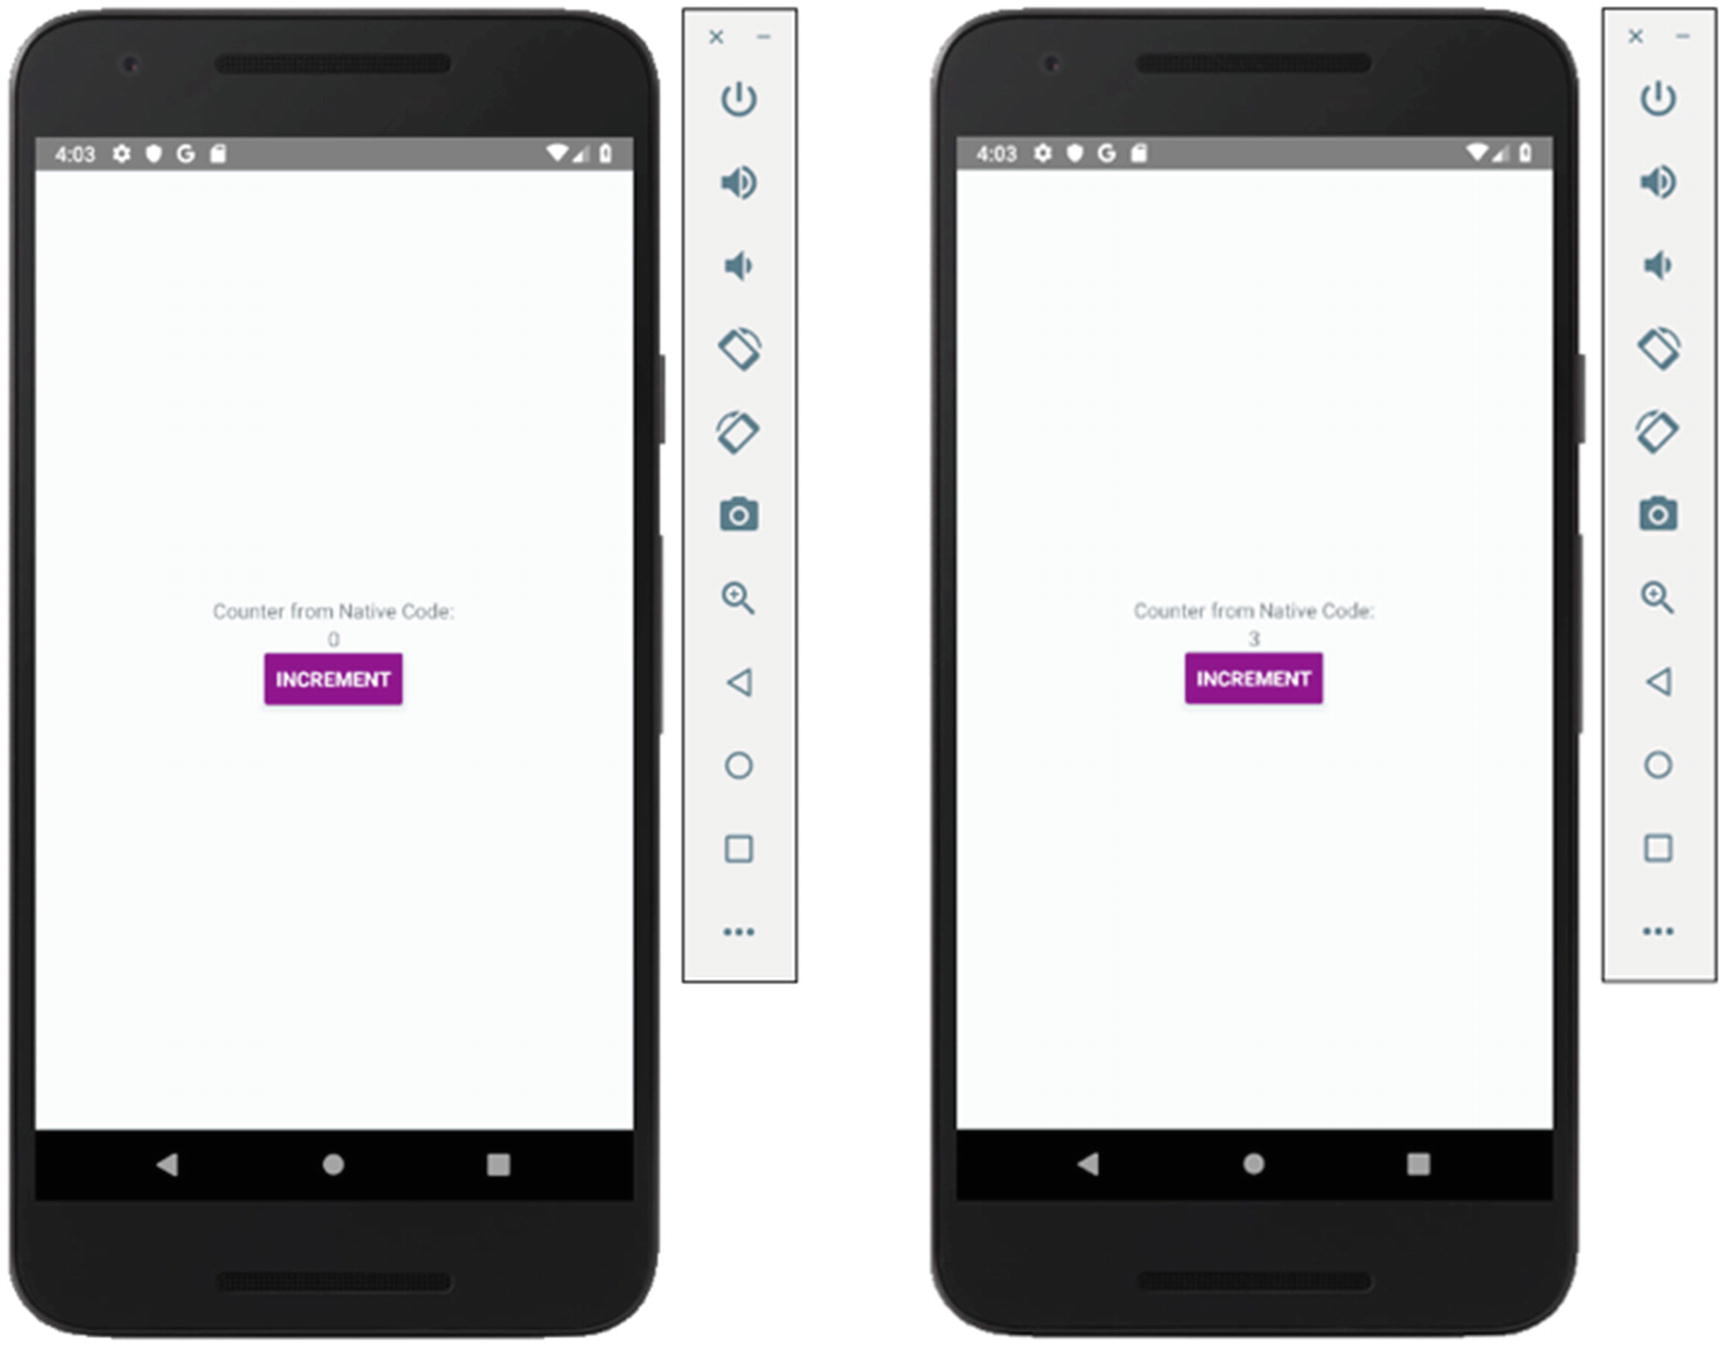 4:03
Counter from Native Code:
0
INCREMENT
4:03
Counter from Native Code:
3
INCREMENT